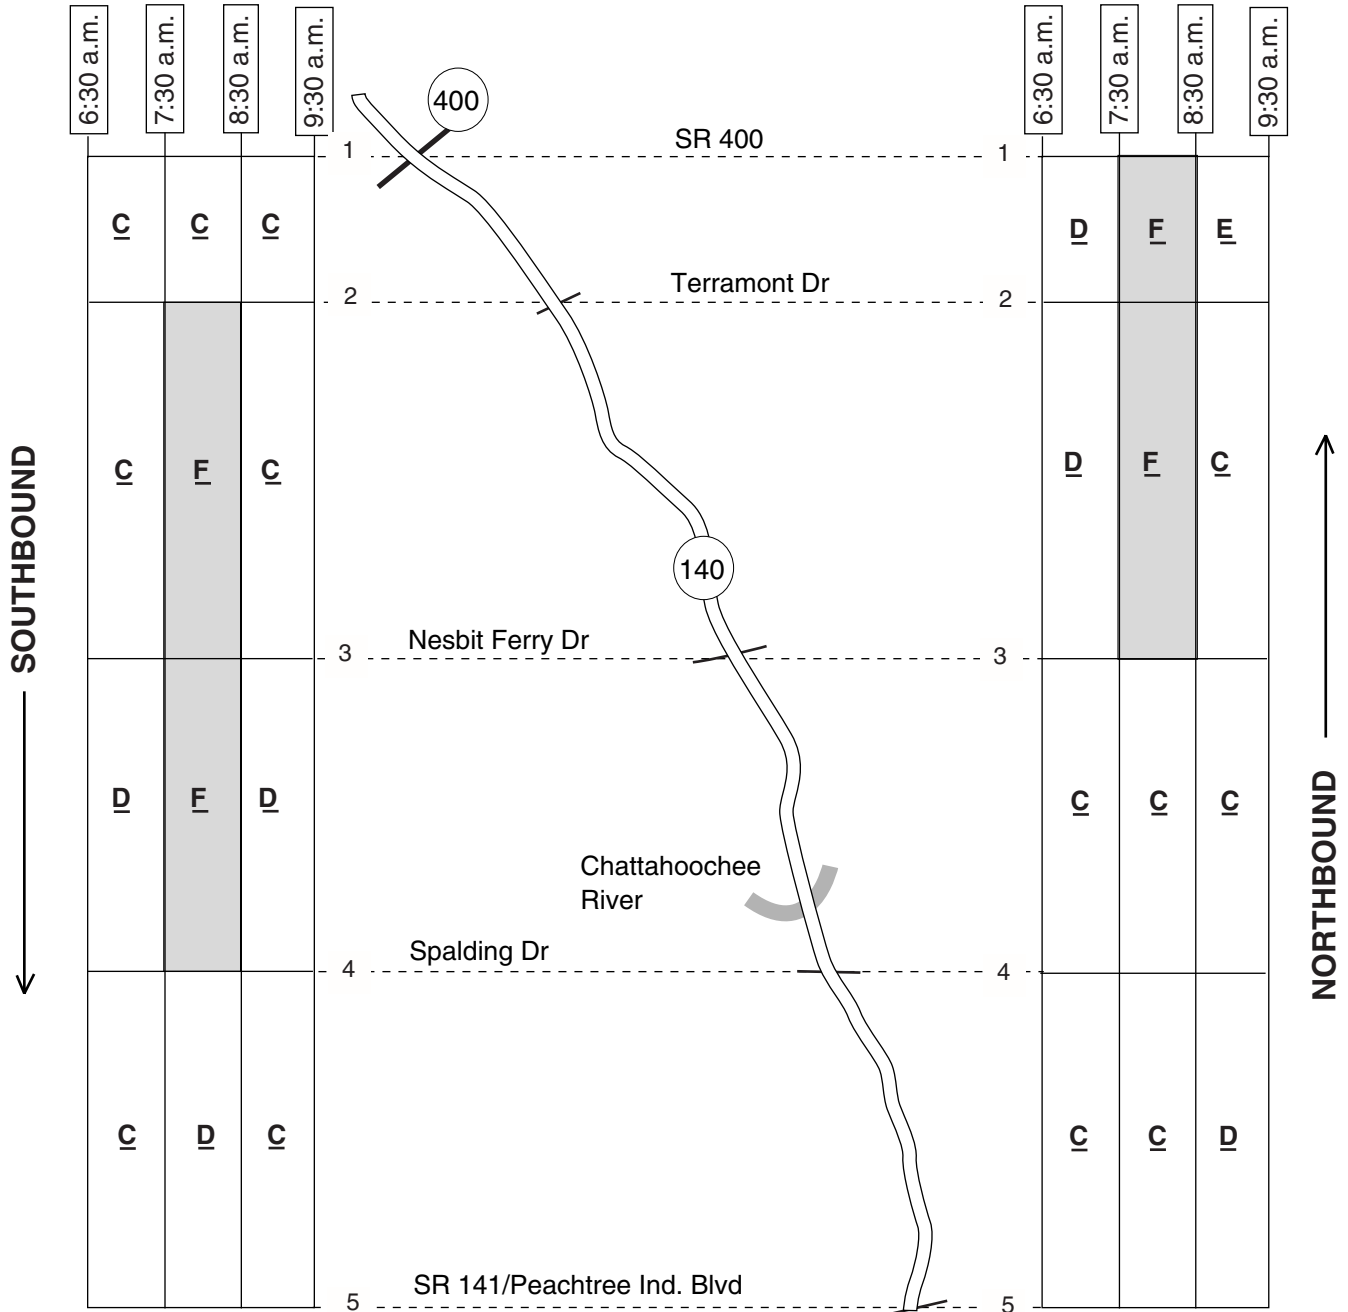 6:30 a.m. 7:30 a.m. 8:30 a.m. 9:30 a.m. 6:30 a.m. 7:30 a.m. 8:30 a.m. 9:30 a.m.
400
1 SR 400 1
C C C D F E
2 Terramont Dr 2
C F C D F C
140
SOUTHBOUND
3 Nesbit Ferry Dr 3
D F D C C C
Chattahoochee
River
NORTHBOUND
4 Spalding Dr 4
C D C C C D
5 SR 141/Peachtree Ind. Blvd 5